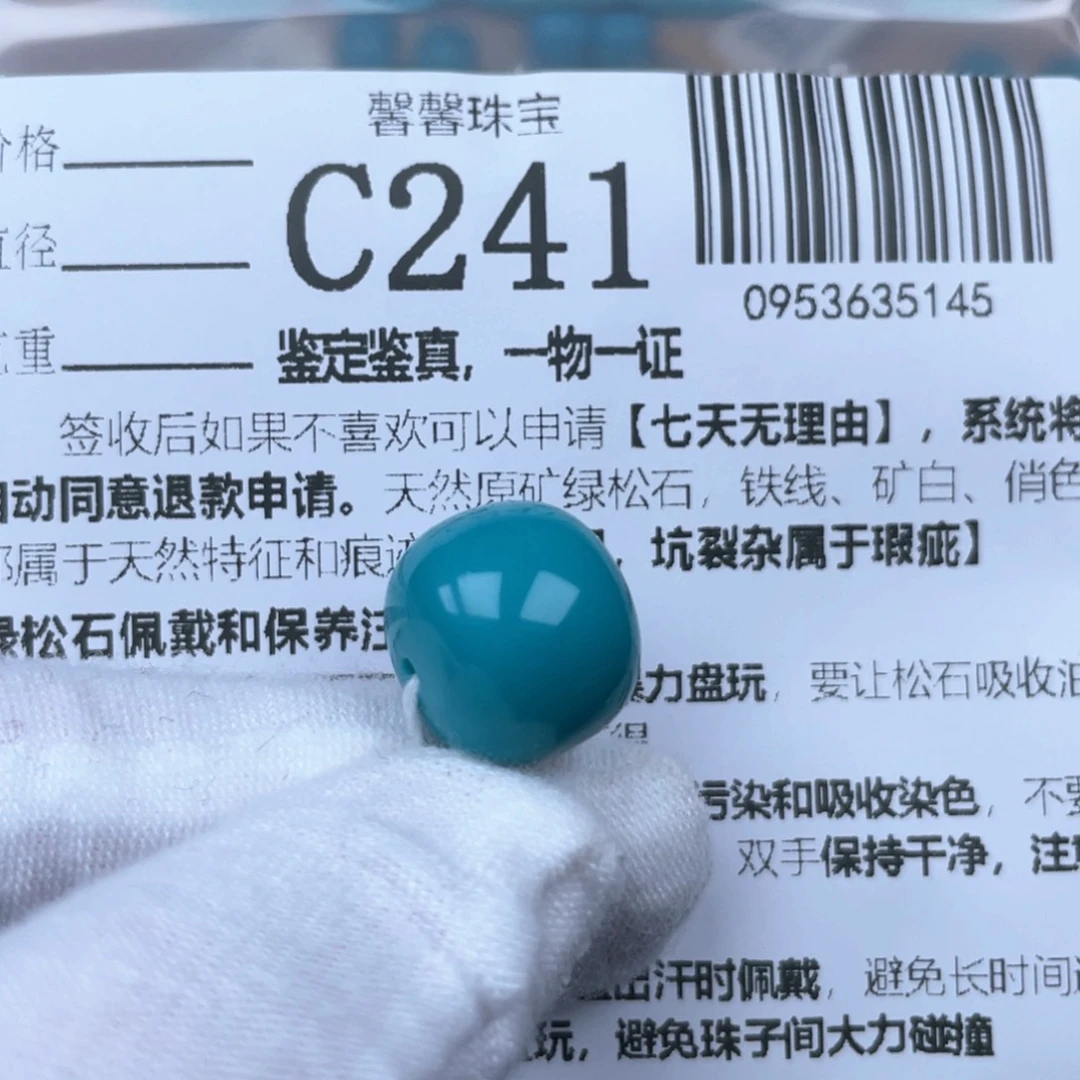 馨馨珠宝
价格
C241
直径
0953635145
重
鉴定鉴真，一物一证
签收后如果不喜欢可以申请【七天无理由】，系统将
自动同意退款申请。天然原矿绿松石，铁线、矿白、俏色
都属于天然特征和痕迹，坑裂杂属于瑕疵】
绿松石佩戴和保养注
暴力盘玩，要让松石吸收油
得
污染和吸收染色，不要
双手保持干净，注意
出汗时佩戴，避免长时间
玩，避免珠子间大力碰撞